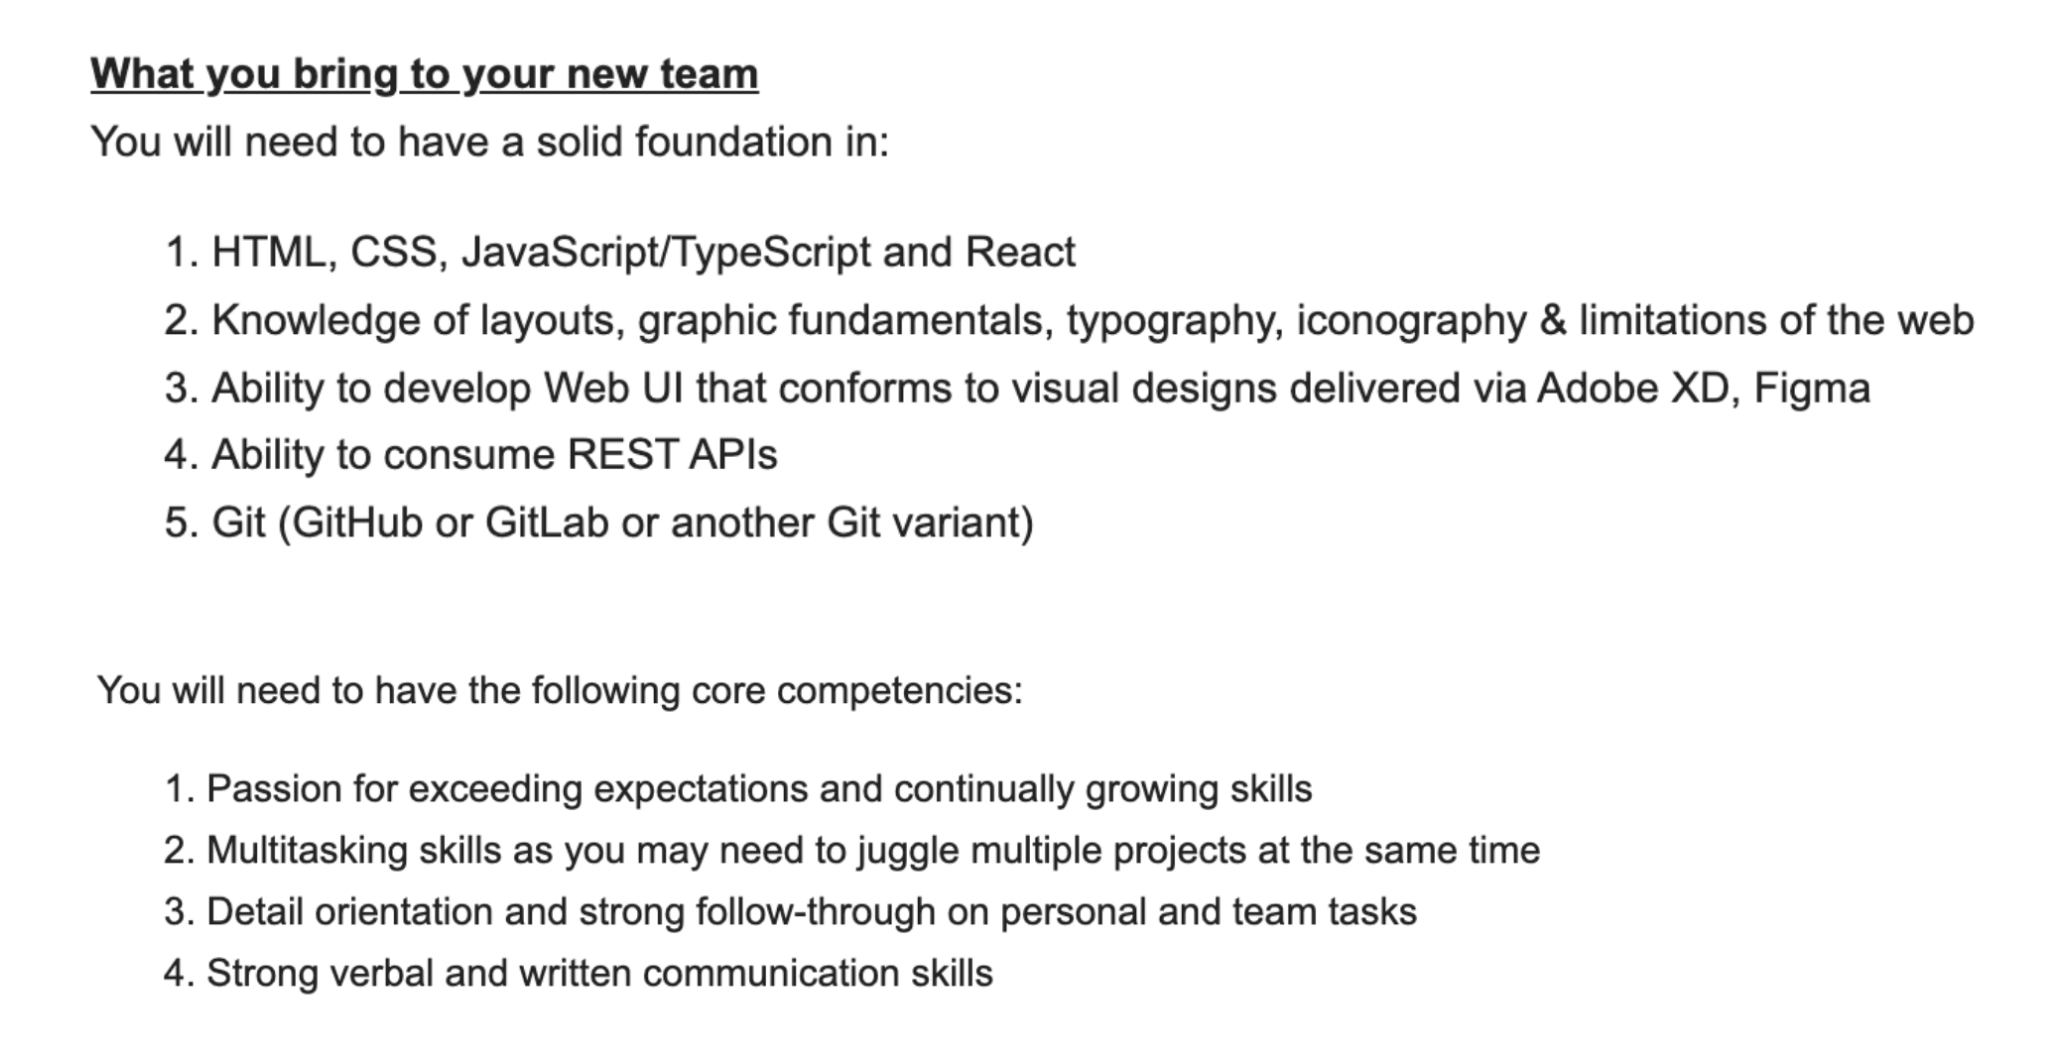 What you bring to your new team
You will need to have a solid foundation in:
1. HTML, CSS, JavaScript/TypeScript and React
2. Knowledge of layouts, graphic fundamentals, typography, iconography & limitations of the web
3. Ability to develop Web UI that conforms to visual designs delivered via Adobe XD, Figma
4. Ability to consume REST APIs
5. Git (GitHub or GitLab or another Git variant)
You will need to have the following core competencies:
1. Passion for exceeding expectations and continually growing skills
2. Multitasking skills as you may need to juggle multiple projects at the same time
3. Detail orientation and strong follow-through on personal and team tasks
4. Strong verbal and written communication skills